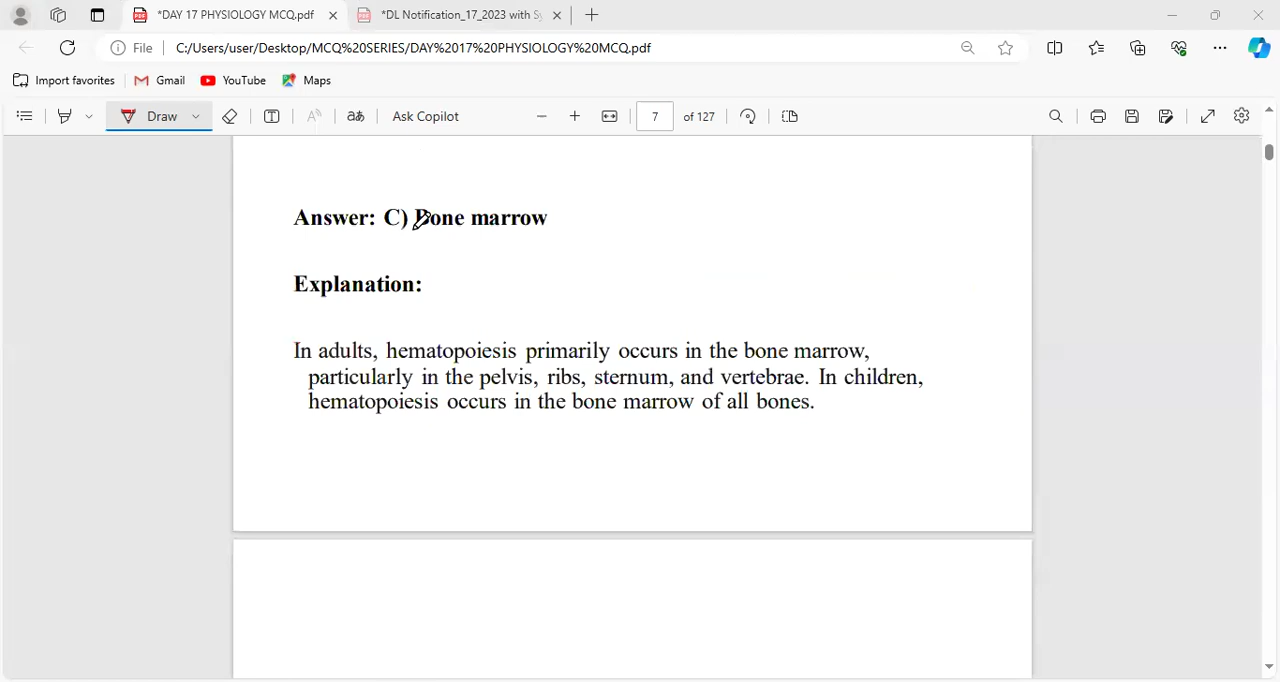 *DAY 17 PHYSIOLOGY MCQ.pdf
*DL Notification_17_2023 with Sy
File
C:/Users/user/Desktop/MCQ%20SERIES/DAY%2017%20PHYSIOLOGY%20MCQ.pdf
Import favorites
Gmail
YouTube
Maps
Draw
Ask Copilot
7
of 127
Answer: C) Bone marrow
Explanation:
In adults, hematopoiesis primarily occurs in the bone marrow,
particularly in the pelvis, ribs, sternum, and vertebrae. In children,
hematopoiesis occurs in the bone marrow of all bones.